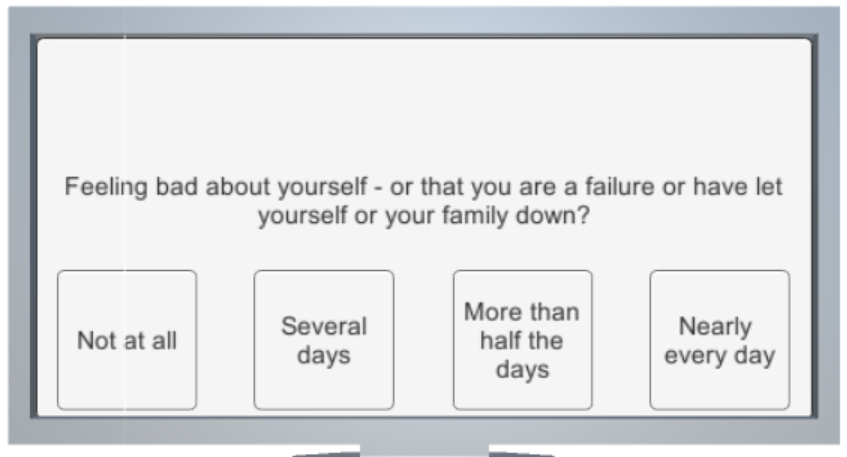 Feeling bad about yourself - or that you are a failure or have let
yourself or your family down?
Not at all
Several
days
More than
half the
days
Nearly
every day